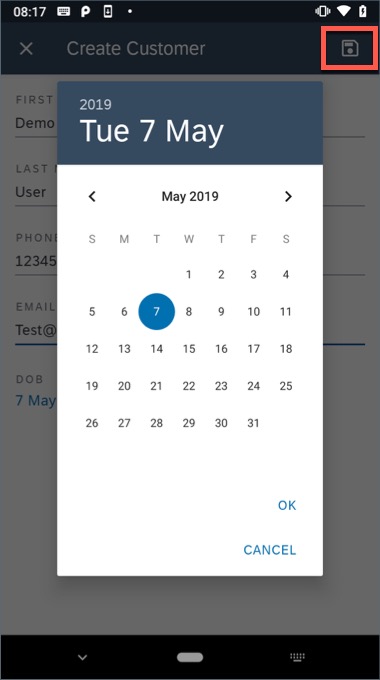 08:17
Create Customer
FIRST
Demo
LAST
User
PHONE
12345
EMAIL
Test@
DOB
7 May
2019
Tue 7 May
May 2019
S M T W T F S
1 2 3 4
5 6 7 8 9 10 11
12 13 14 15 16 17 18
19 20 21 22 23 24 25
26 27 28 29 30 31
OK
CANCEL